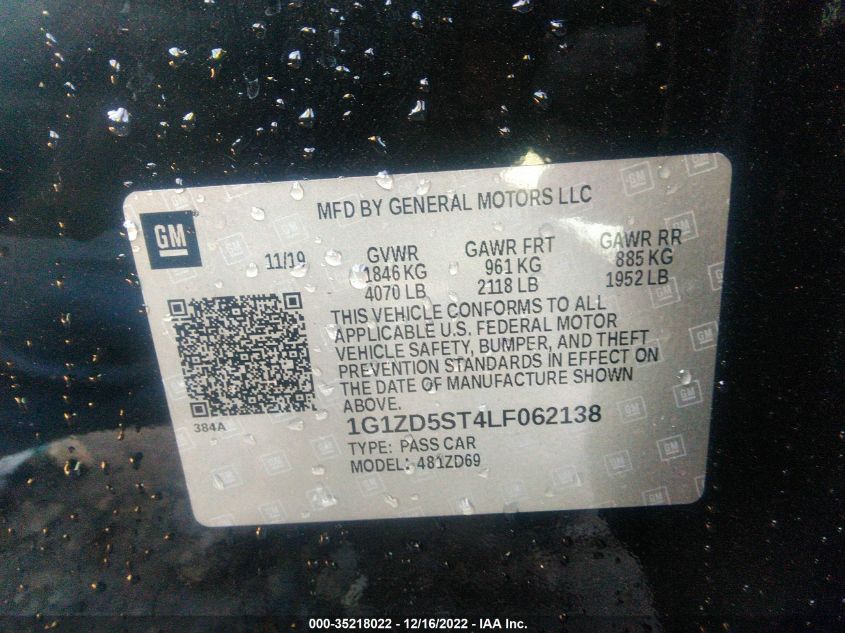 MFD BY GENERAL MOTORS LLC
GM
11/19
GVWR GAWR FRT GAWR RR
1846 KG 961 KG 885 KG
4070 LB 2118 LB 1952 LB
THIS VEHICLE CONFORMS TO ALL
APPLICABLE U.S. FEDERAL MOTOR
VEHICLE SAFETY, BUMPER, AND THEFT
PREVENTION STANDARDS IN EFFECT ON
THE DATE OF MANUFACTURE SHOWN
ABOVE.
384A
1G1ZD5ST4LF062138
TYPE: PASS CAR
MODEL: 481ZD69
000-35218022 - 12/16/2022 - IAA Inc.